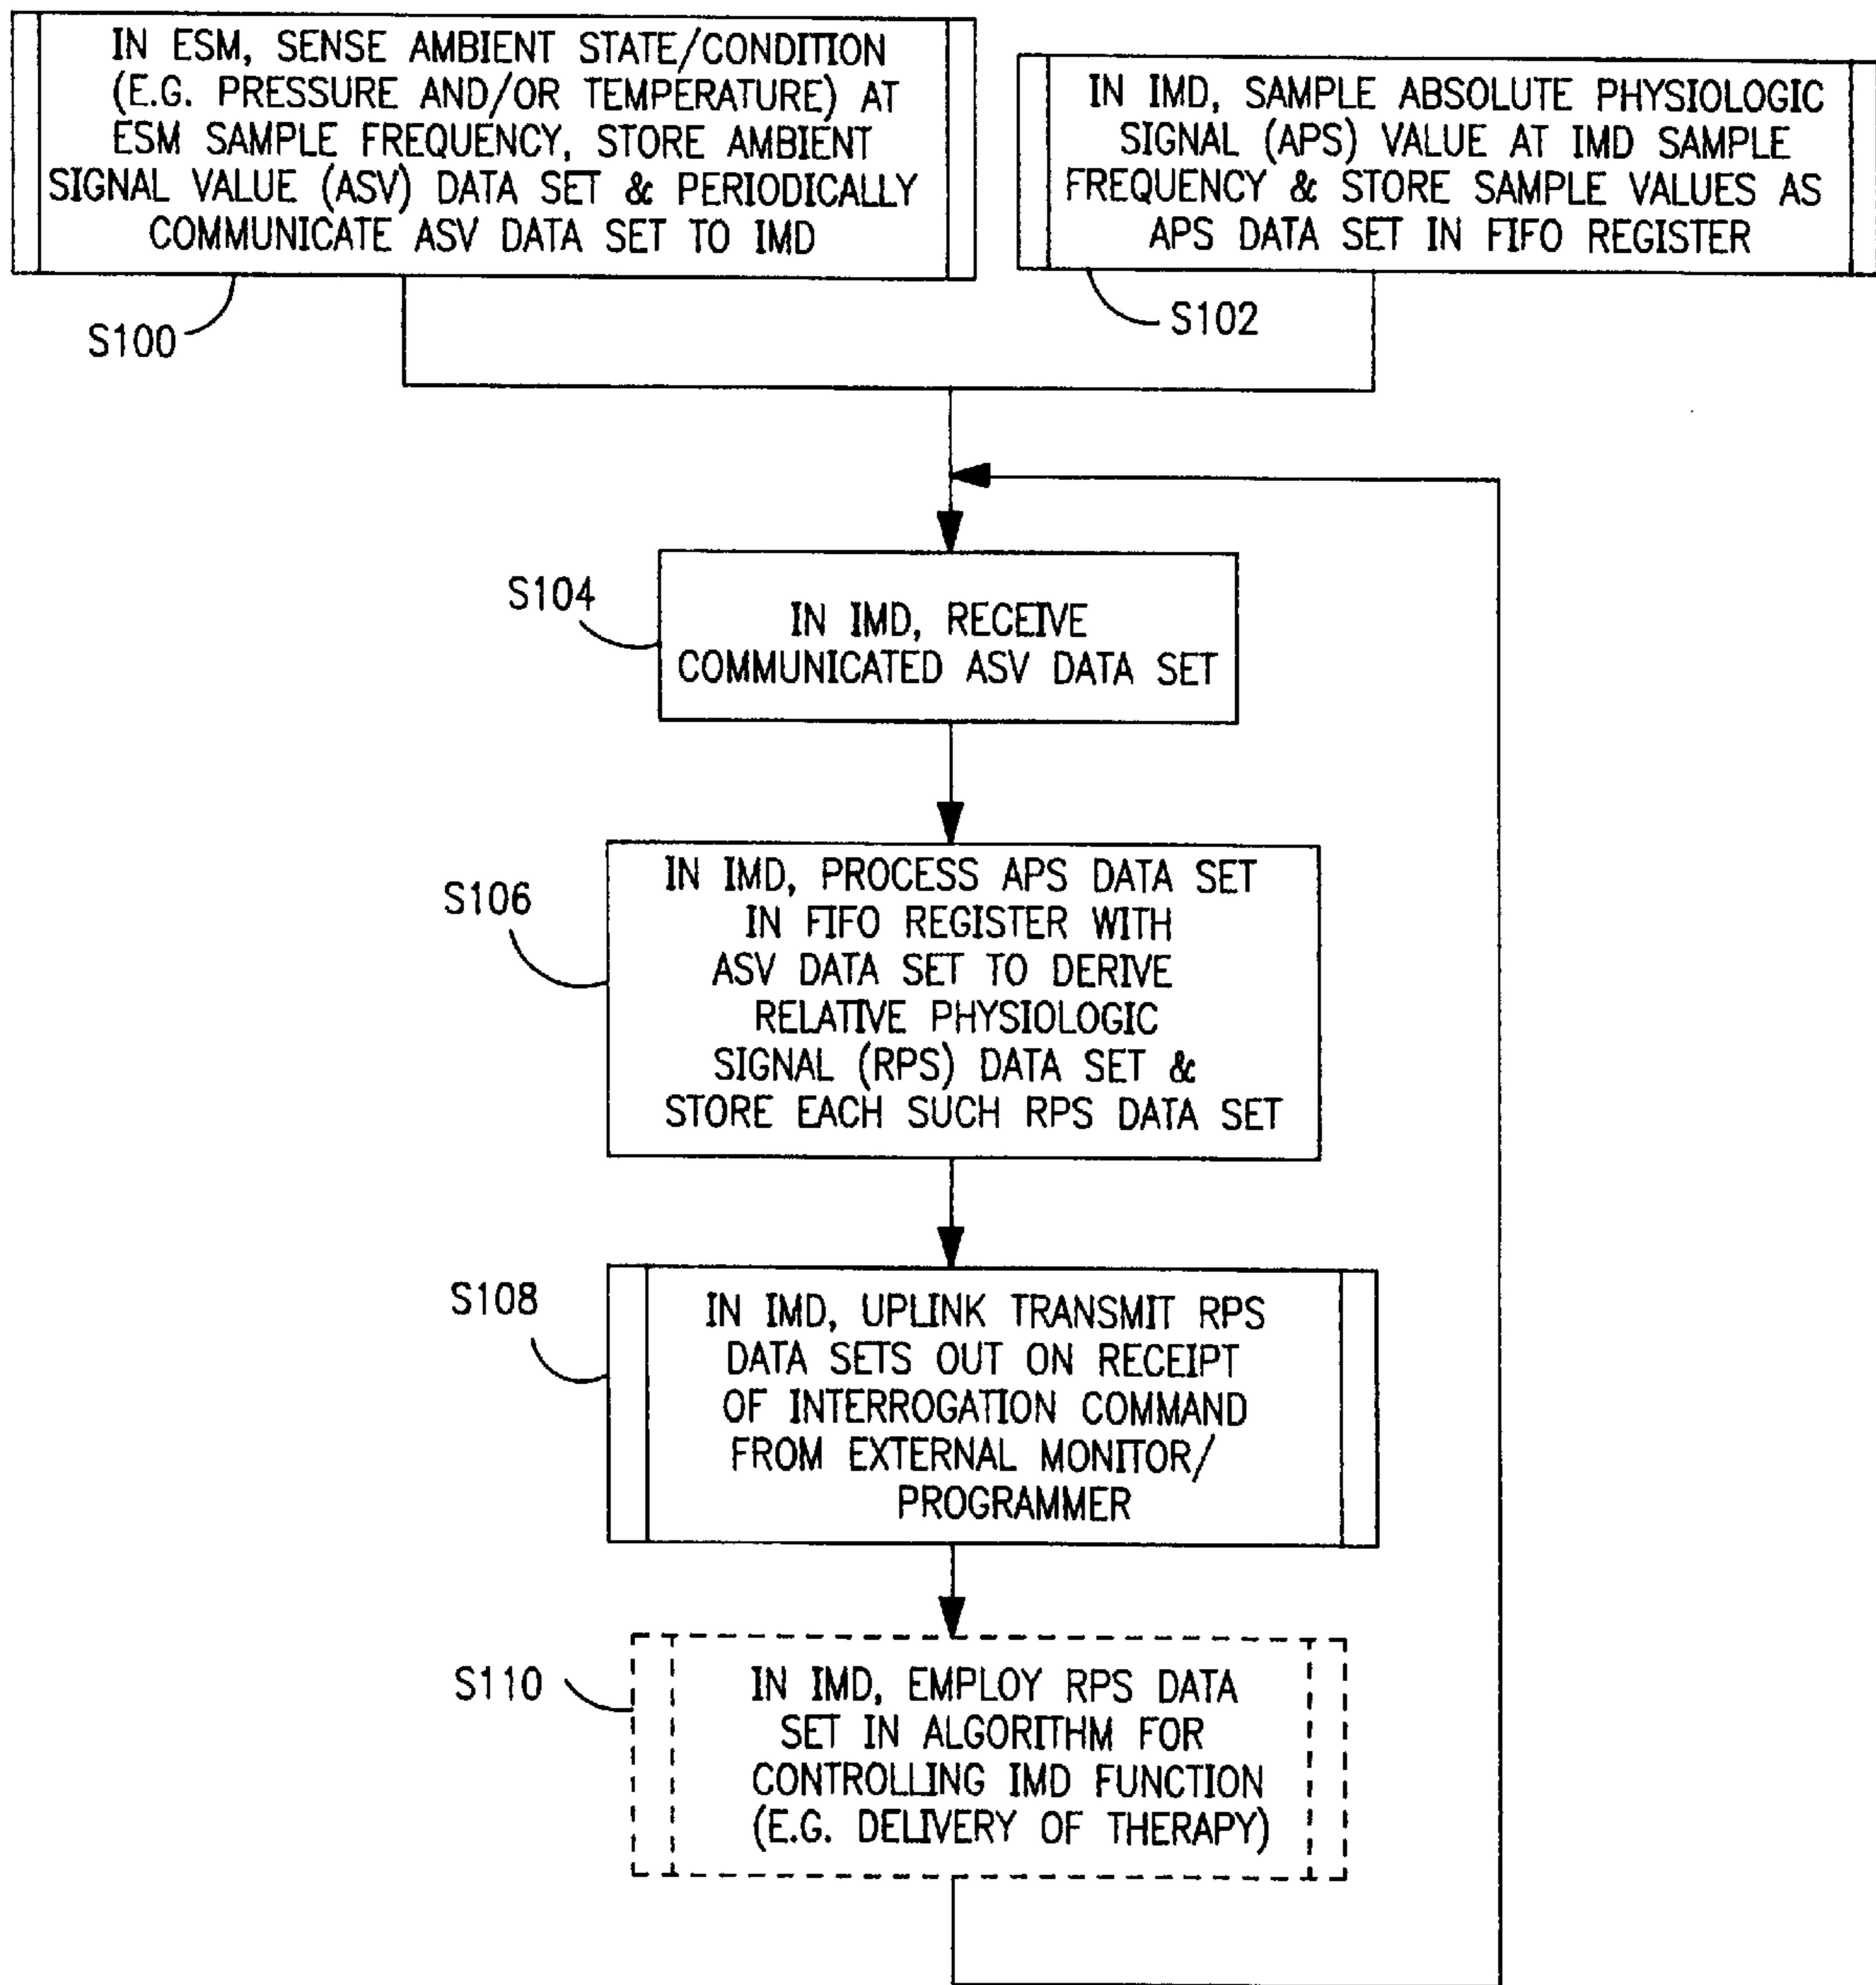 IN ESM, SENSE AMBIENT STATE/CONDITION
(E.G. PRESSURE AND/OR TEMPERATURE) AT
ESM SAMPLE FREQUENCY, STORE AMBIENT
SIGNAL VALUE (ASV) DATA SET & PERIODICALLY
COMMUNICATE ASV DATA SET TO IMD
S100
IN IMD, SAMPLE ABSOLUTE PHYSIOLOGIC
SIGNAL (APS) VALUE AT IMD SAMPLE
FREQUENCY & STORE SAMPLE VALUES AS
APS DATA SET IN FIFO REGISTER
S102
S104
IN IMD, RECEIVE
COMMUNICATED ASV DATA SET
S106
IN IMD, PROCESS APS DATA SET
IN FIFO REGISTER WITH
ASV DATA SET TO DERIVE
RELATIVE PHYSIOLOGIC
SIGNAL (RPS) DATA SET &
STORE EACH SUCH RPS DATA SET
S108
IN IMD, UPLINK TRANSMIT RPS
DATA SETS OUT ON RECEIPT
OF INTERROGATION COMMAND
FROM EXTERNAL MONITOR/
PROGRAMMER
S110
IN IMD, EMPLOY RPS DATA
SET IN ALGORITHM FOR
CONTROLLING IMD FUNCTION
(E.G. DELIVERY OF THERAPY)